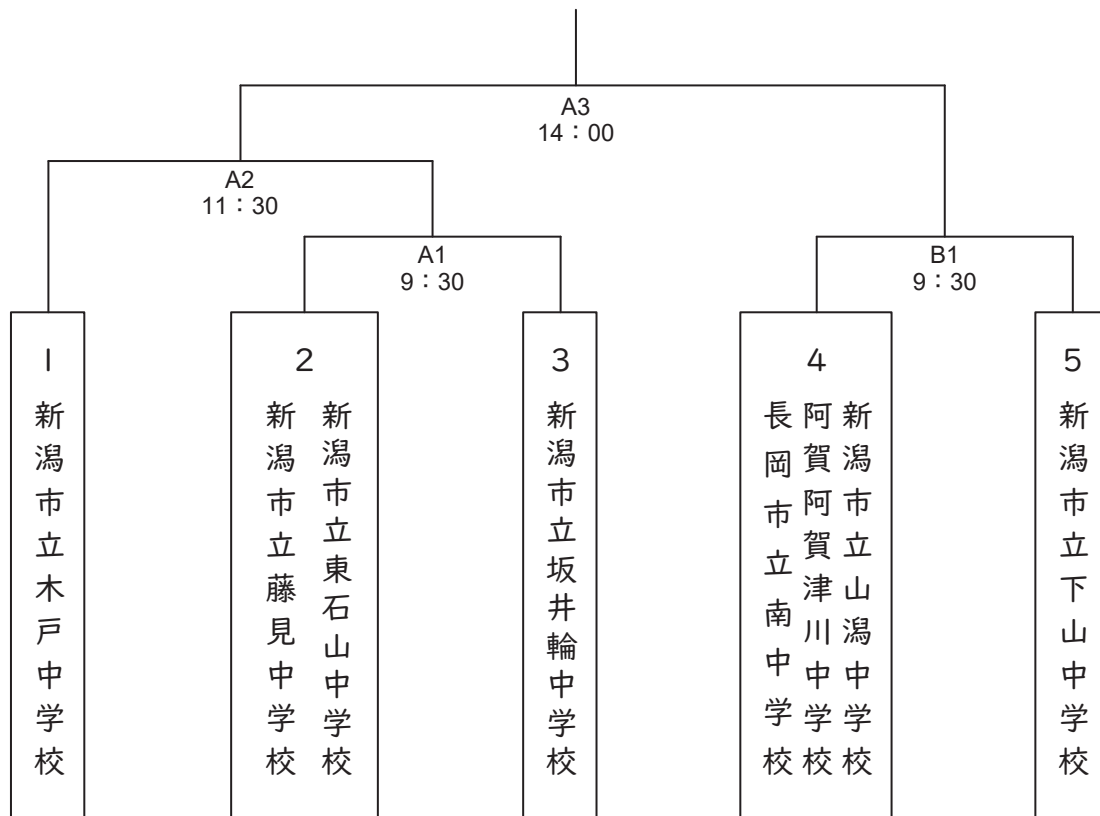 A3
14：00
A2
11：30
A1
9：30
B1
9：30
1
新潟市立木戸中学校
2
新潟市立東石山中学校
新潟市立藤見中学校
3
新潟市立坂井輪中学校
4
新潟市立山潟中学校
阿賀阿賀津川中学校
長岡市立南中学校
5
新潟市立下山中学校